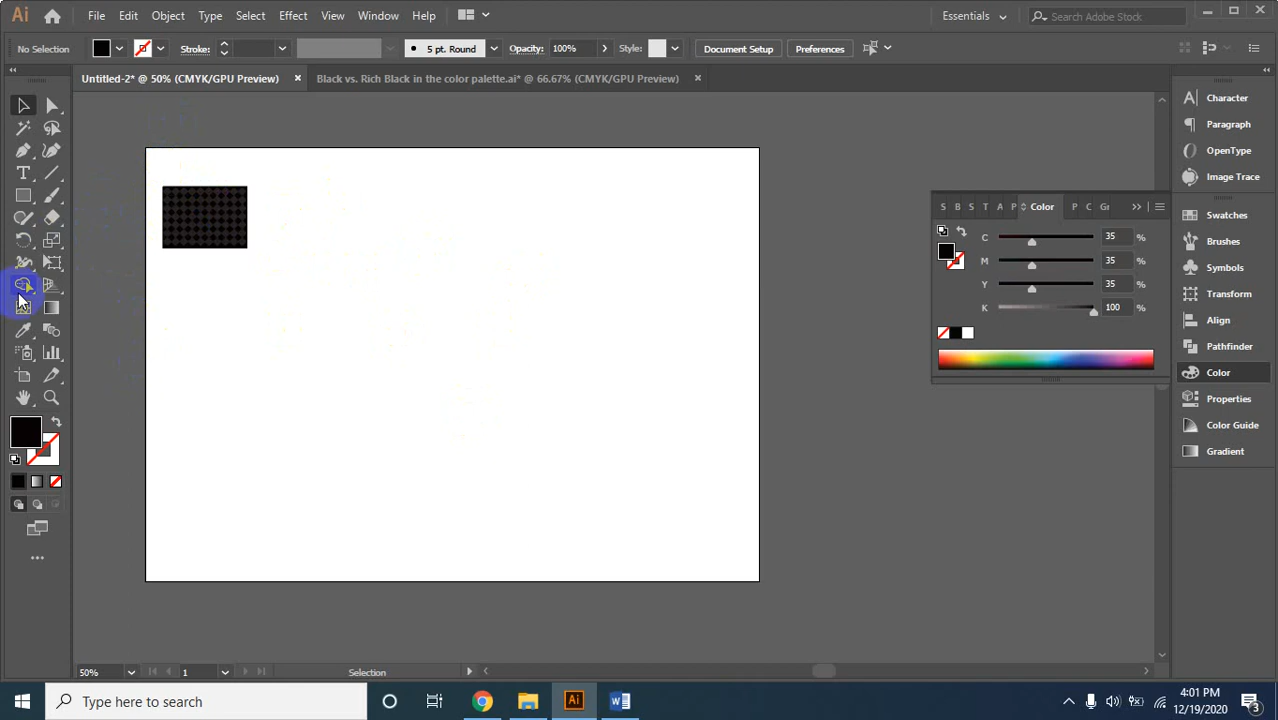 Ai File Edit Object Type Select Effect View Window Help Essentials Search Adobe Stock
No Selection Stroke: 5 pt. Round Opacity: 100% Style: Document Setup Preferences
Untitled-2* @ 50% (CMYK/GPU Preview) × Black vs. Rich Black in the color palette.ai* @ 66.67% (CMYK/GPU Preview) ×
Character
Paragraph
OpenType
Image Trace
Swatches
Brushes
Symbols
Transform
Align
Pathfinder
Color
Properties
Color Guide
Gradient
S B S T A P Color P C Gr
C 35 %
M 35 %
Y 35 %
K 100 %
50% 1 Selection
Type here to search
Ai
4:01 PM
12/19/2020
3